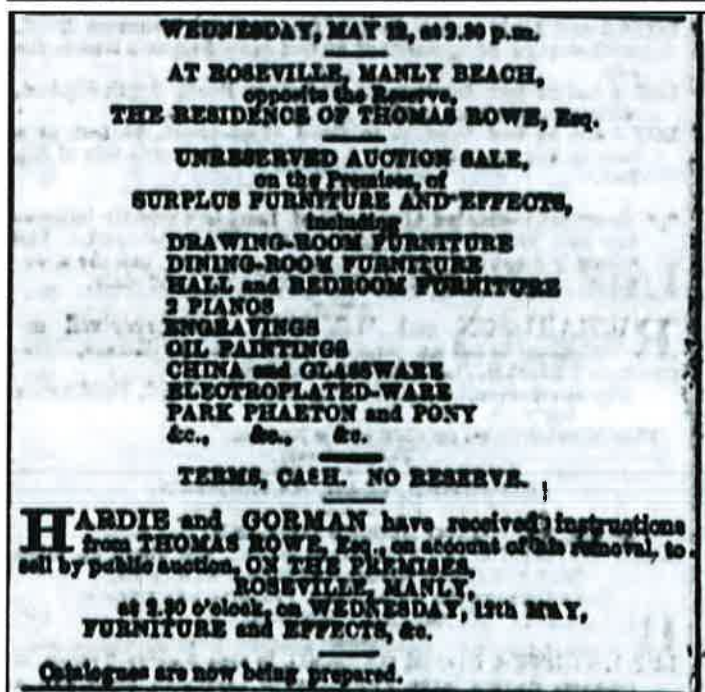 WEDNESDAY, MAY 12, at 2.30 p.m.
AT ROSEVILLE, MANLY BEACH,
opposite the Reserve,
THE RESIDENCE OF THOMAS ROWE, Esq.
UNRESERVED AUCTION SALE,
on the Premises, of
SURPLUS FURNITURE AND EFFECTS,
including
DRAWING-ROOM FURNITURE
DINING-ROOM FURNITURE
HALL and BEDROOM FURNITURE
2 PIANOS
ENGRAVINGS
OIL PAINTINGS
CHINA and GLASSWARE
ELECTROPLATED-WARE
PARK PHAETON and PONY
&c., &c., &c.
TERMS, CASH. NO RESERVE.
HARDIE and GORMAN have received instructions
from THOMAS ROWE, Esq., on account of his removal, to
sell by public auction, ON THE PREMISES,
ROSEVILLE, MANLY,
at 2.30 o'clock, on WEDNESDAY, 12th MAY,
FURNITURE and EFFECTS, &c.
Catalogues are now being prepared.